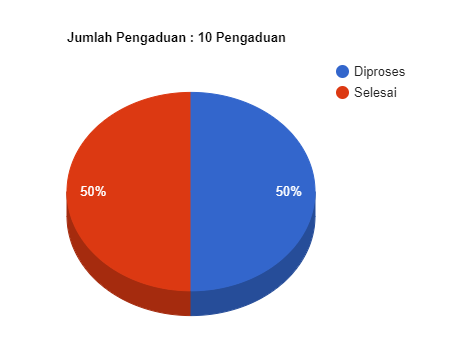 Jumlah Pengaduan : 10 Pengaduan
Diproses
Selesai
50%
50%